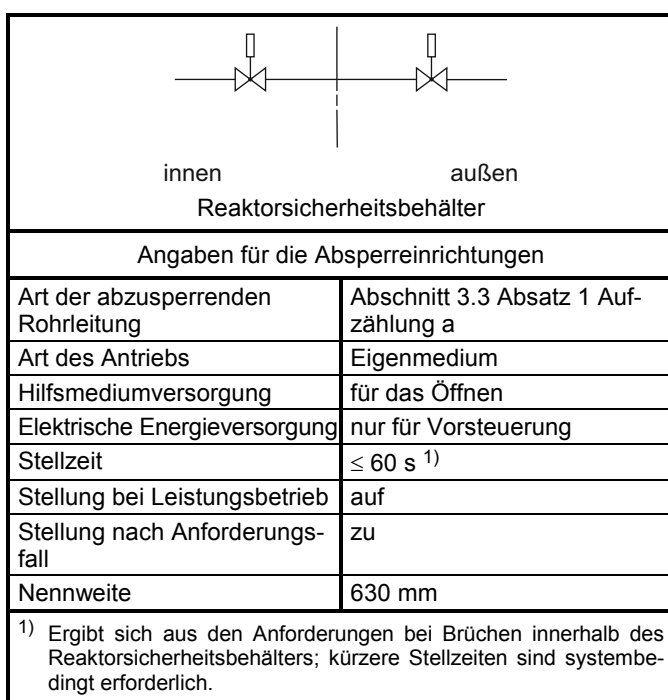 innen außen
Reaktorsicherheitsbehälter
Angaben für die Absperreinrichtungen
Art der abzusperrenden Rohrleitung
Abschnitt 3.3 Absatz 1 Auf-
zählung a
Art des Antriebs Eigenmedium
Hilfsmediumversorgung für das Öffnen
Elektrische Energieversorgung nur für Vorsteuerung
Stellzeit ≤ 60 s 1)
Stellung bei Leistungsbetrieb auf
Stellung nach Anforderungs-
fall zu
Nennweite 630 mm
1) Ergibt sich aus den Anforderungen bei Brüchen innerhalb des
Reaktorsicherheitsbehälters; kürzere Stellzeiten sind systembe-
dingt erforderlich.